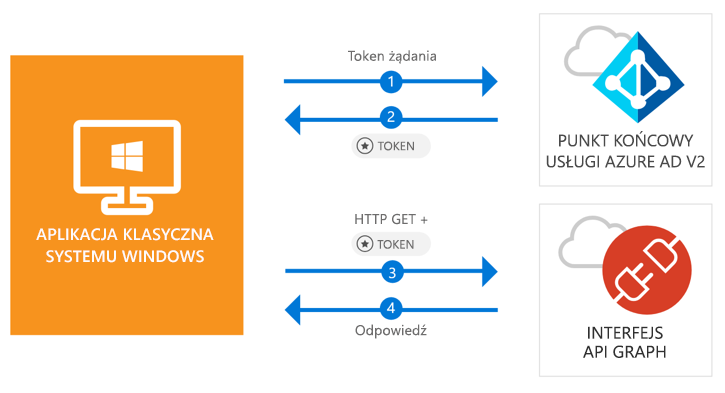 APLIKACJA KLASYCZNA
SYSTEMU WINDOWS
Token żądania
1
2
TOKEN
HTTP GET +
TOKEN
3
4
Odpowiedź
PUNKT KOŃCOWY
USŁUGI AZURE AD V2
INTERFEJS
API GRAPH